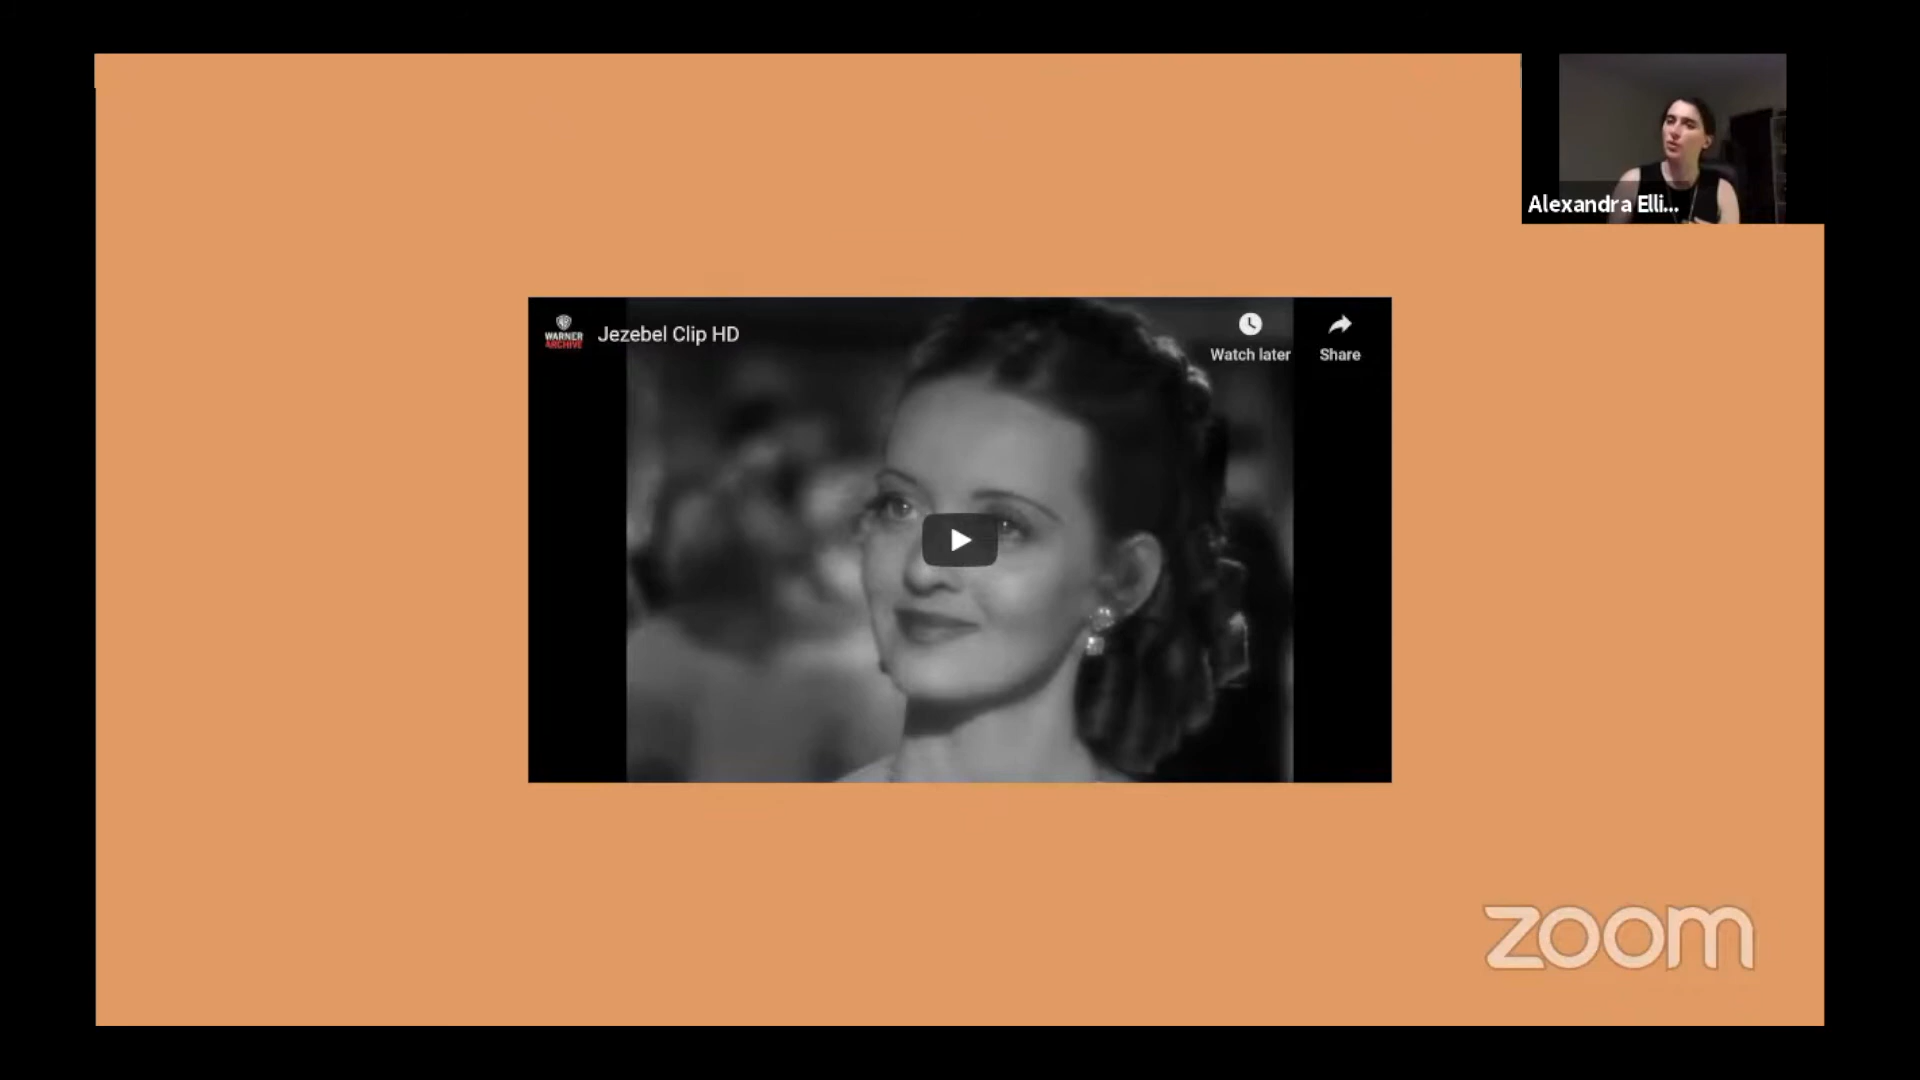 Alexandra Elli...
WARNER
ARCHIVE
Jezebel Clip HD
Watch later
Share
zoom